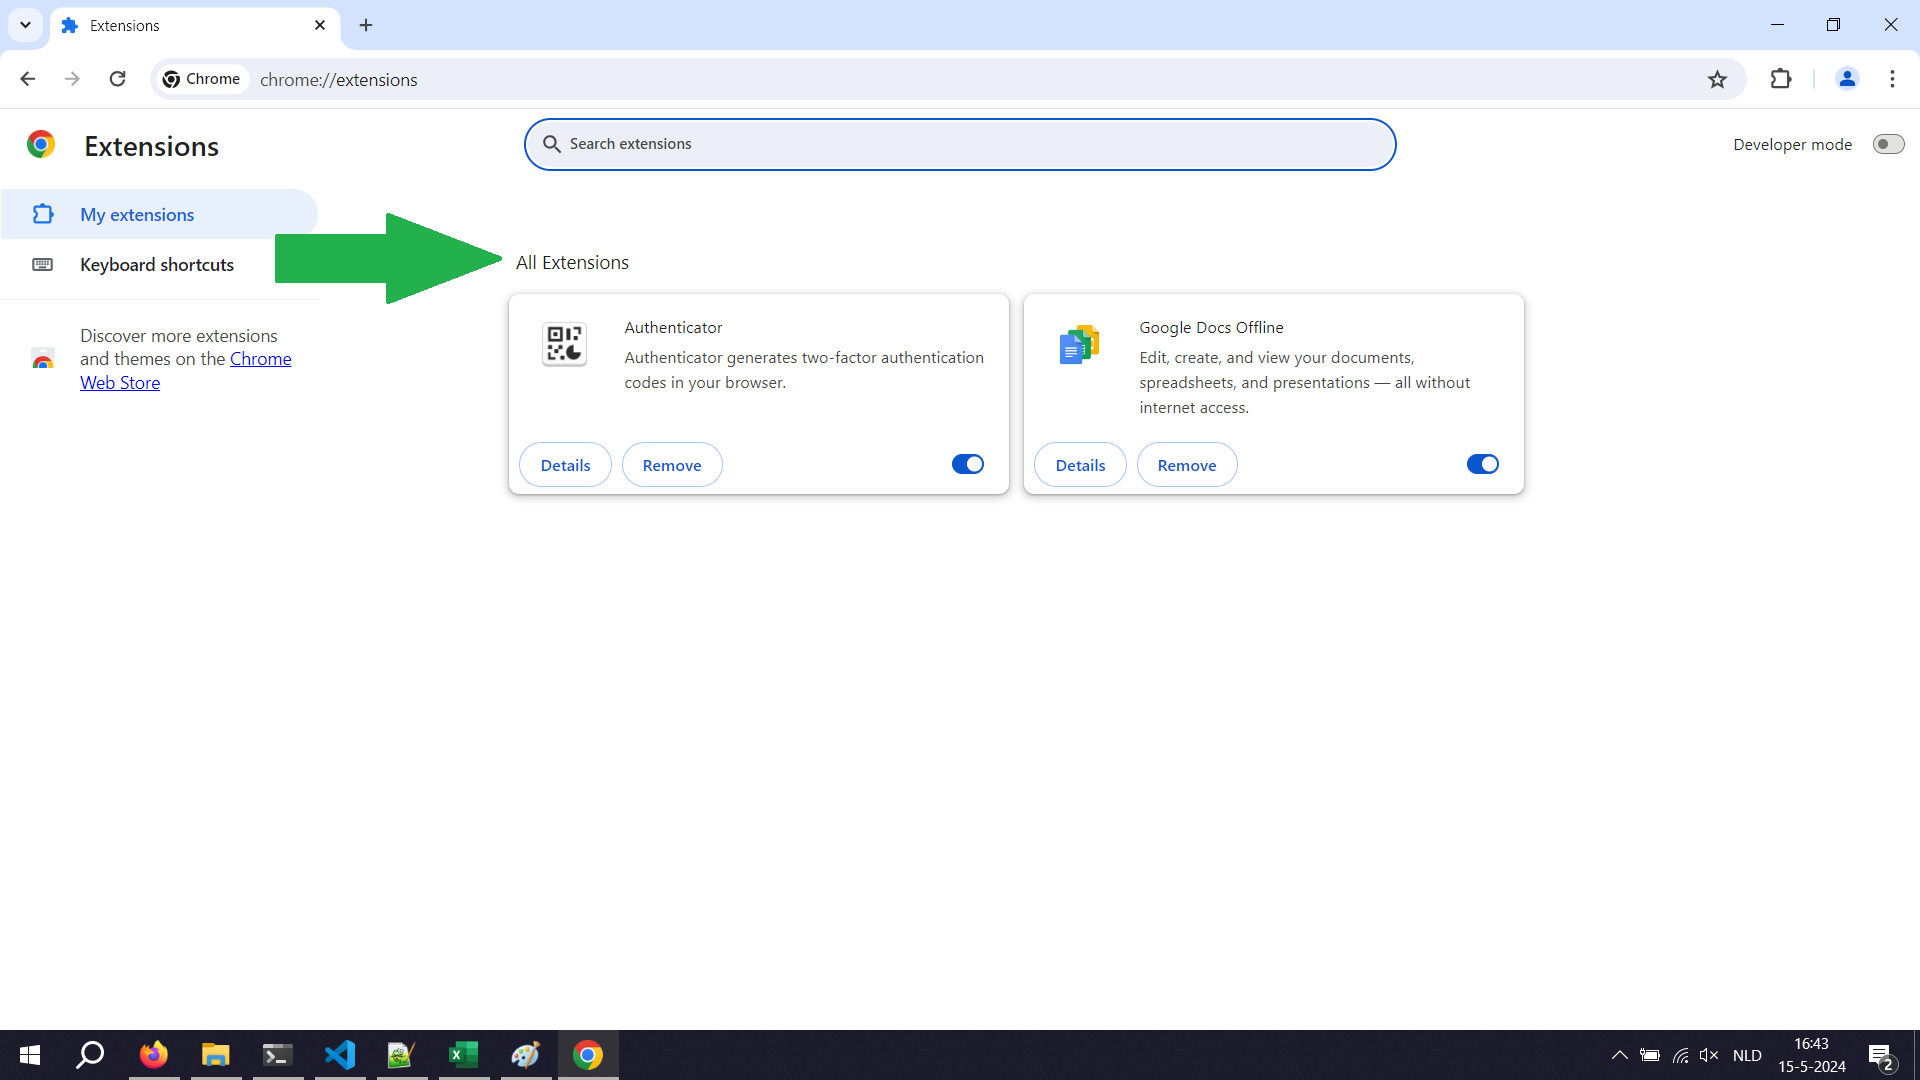 Extensions
Chrome
chrome://extensions
Extensions
Search extensions
Developer mode
My extensions
Keyboard shortcuts
Discover more extensions
and themes on the Chrome
Web Store
All Extensions
Authenticator
Authenticator generates two-factor authentication
codes in your browser.
Details
Remove
Google Docs Offline
Edit, create, and view your documents,
spreadsheets, and presentations — all without
internet access.
Details
Remove
NLD
16:43
15-5-2024
2